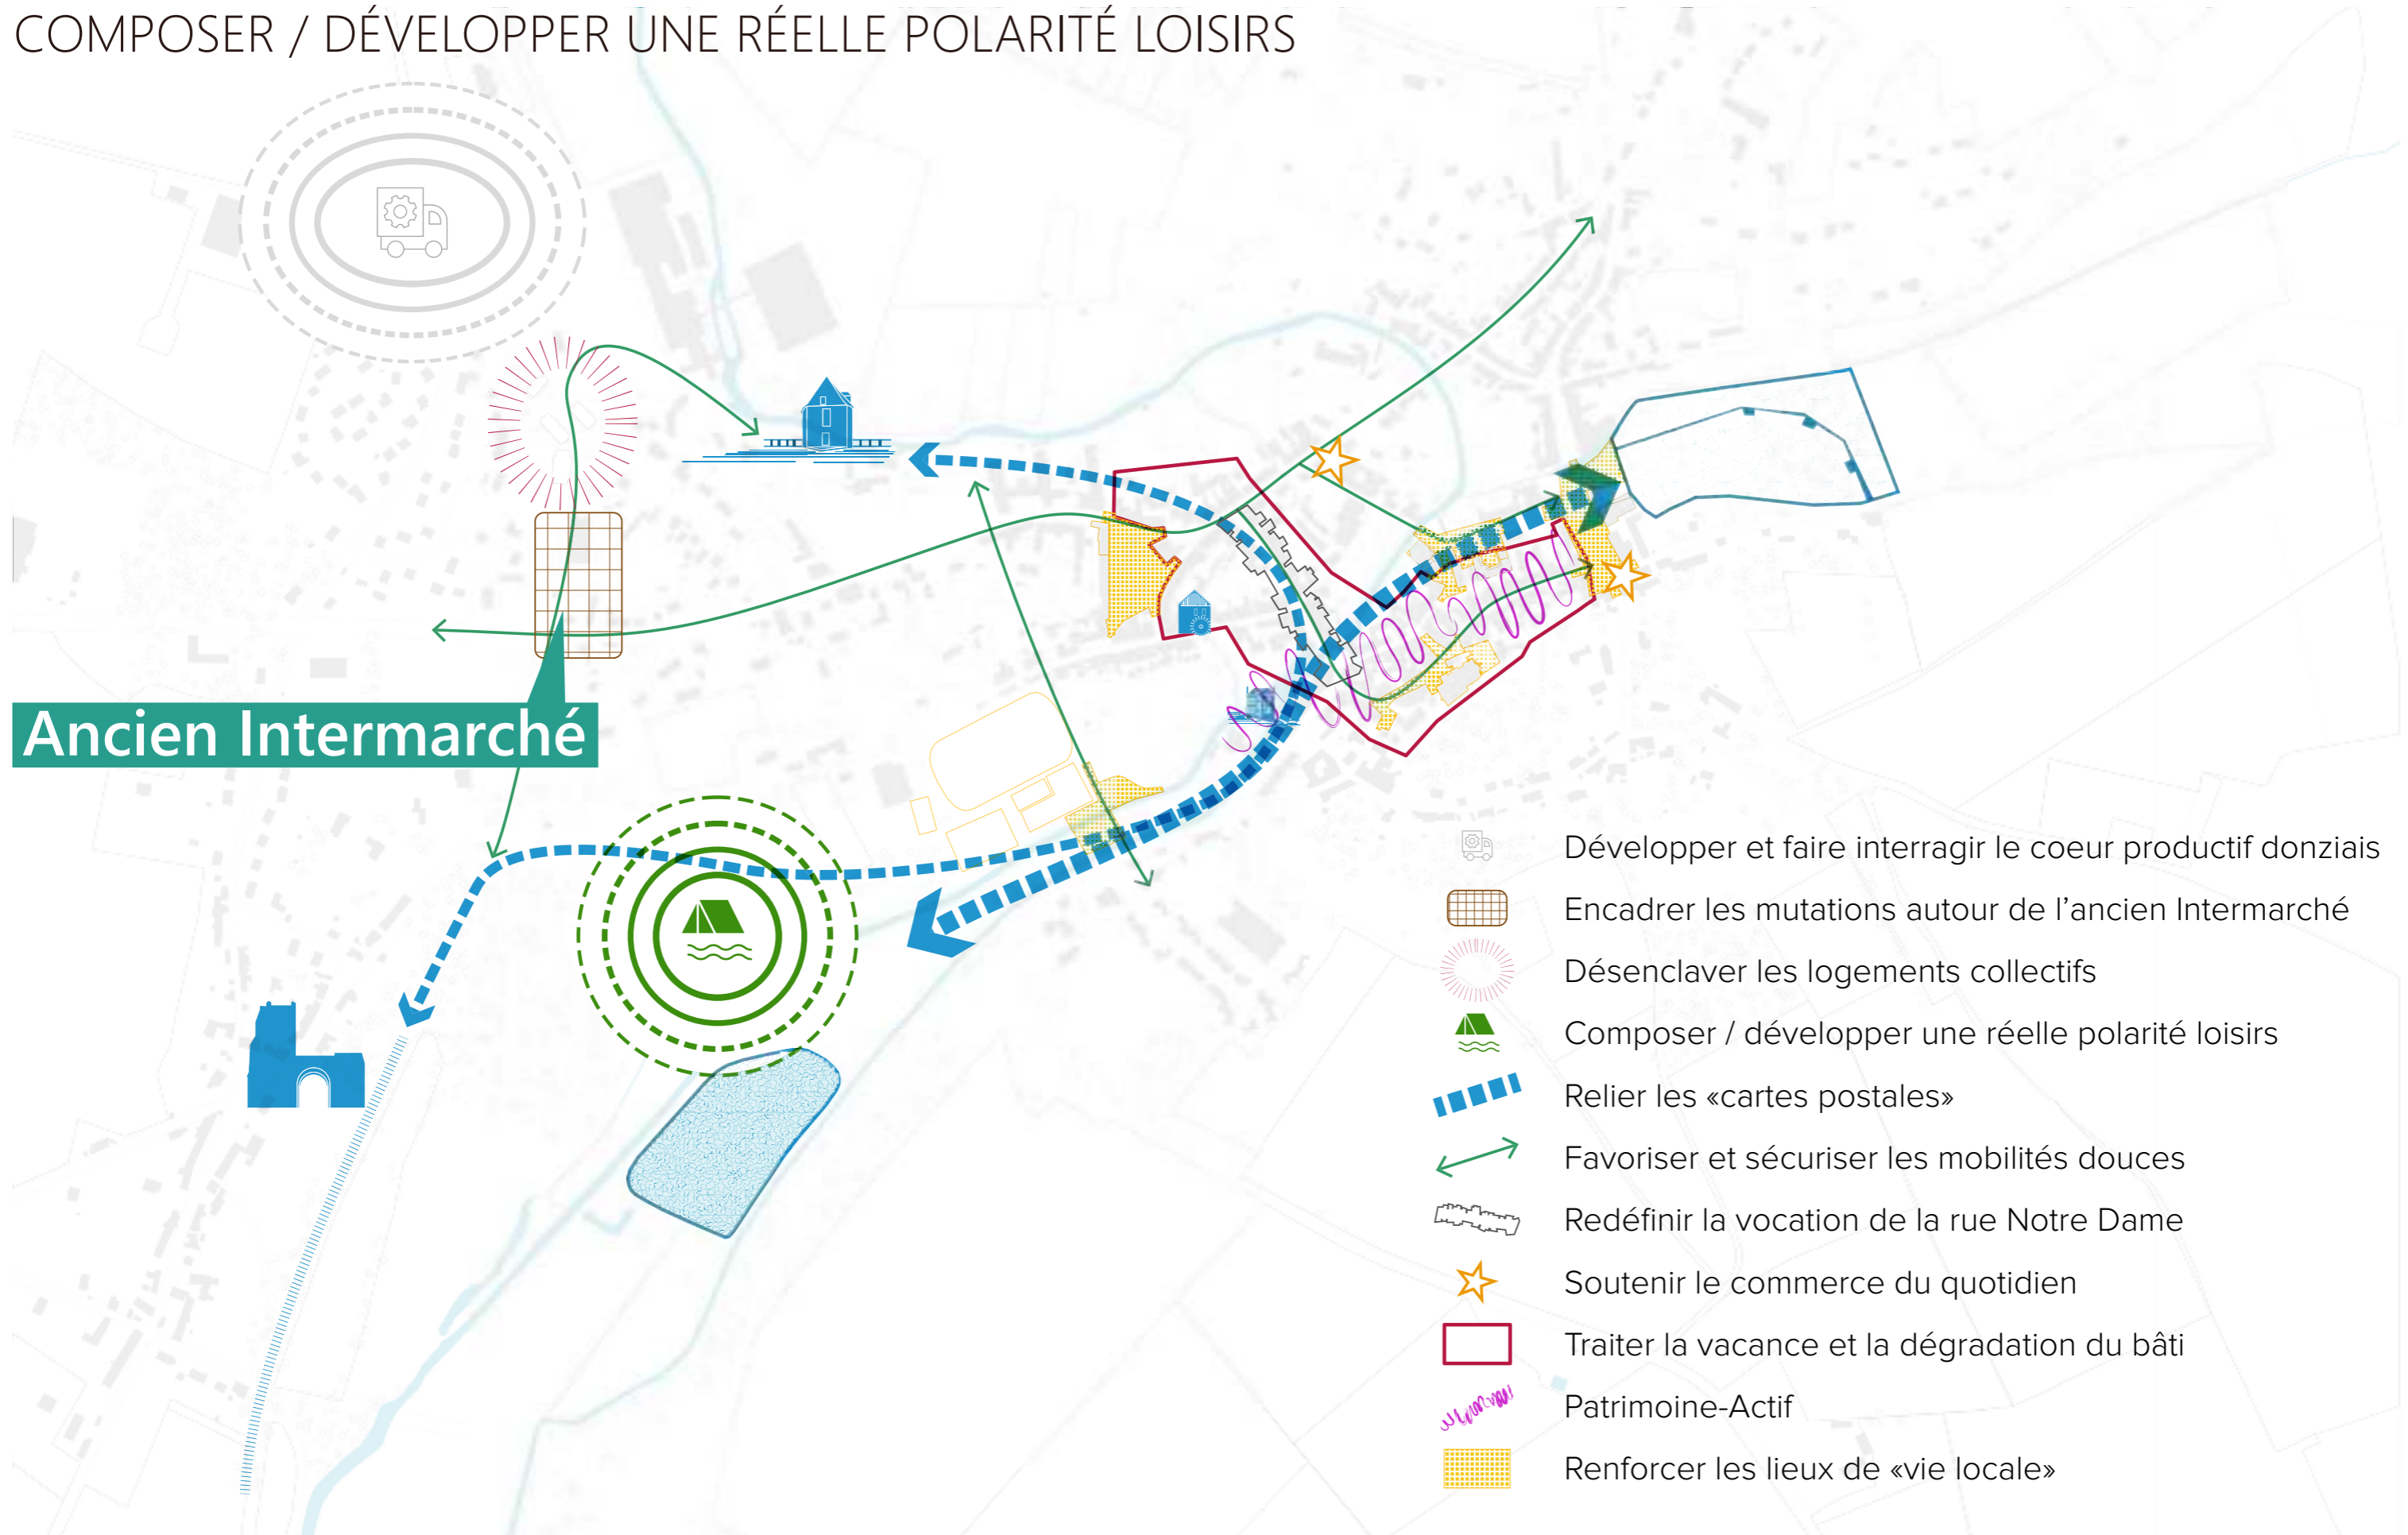 COMPOSER / DÉVELOPPER UNE RÉELLE POLARITÉ LOISIRS
Ancien Intermarché
Développer et faire interragir le coeur productif donziais
Encadrer les mutations autour de l'ancien Intermarché
Désenclaver les logements collectifs
Composer / développer une réelle polarité loisirs
Relier les «cartes postales»
Favoriser et sécuriser les mobilités douces
Redéfinir la vocation de la rue Notre Dame
Soutenir le commerce du quotidien
Traiter la vacance et la dégradation du bâti
Patrimoine-Actif
Renforcer les lieux de «vie locale»